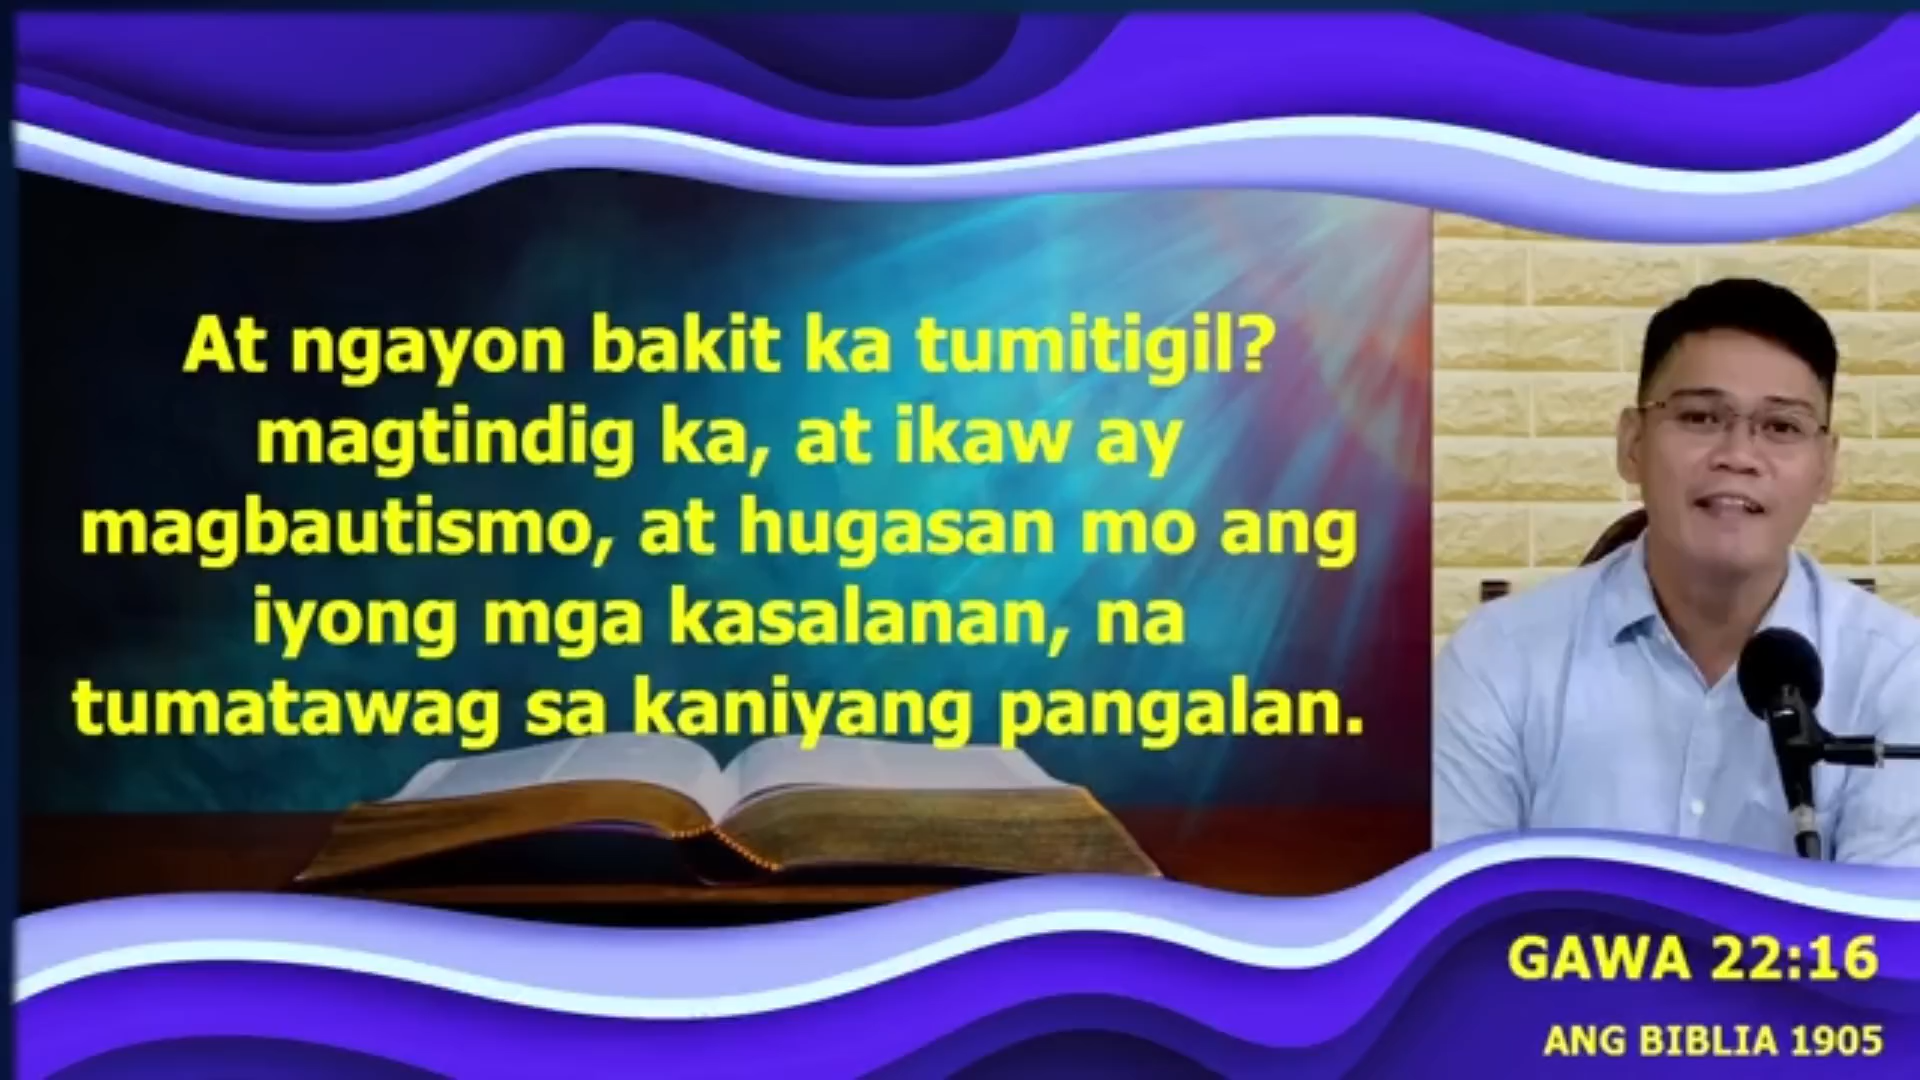 At ngayon bakit ka tumitigil?
magtindig ka, at ikaw ay
magbautismo, at hugasan mo ang
iyong mga kasalanan, na
tumatawag sa kaniyang pangalan.
GAWA 22:16
ANG BIBLIA 1905